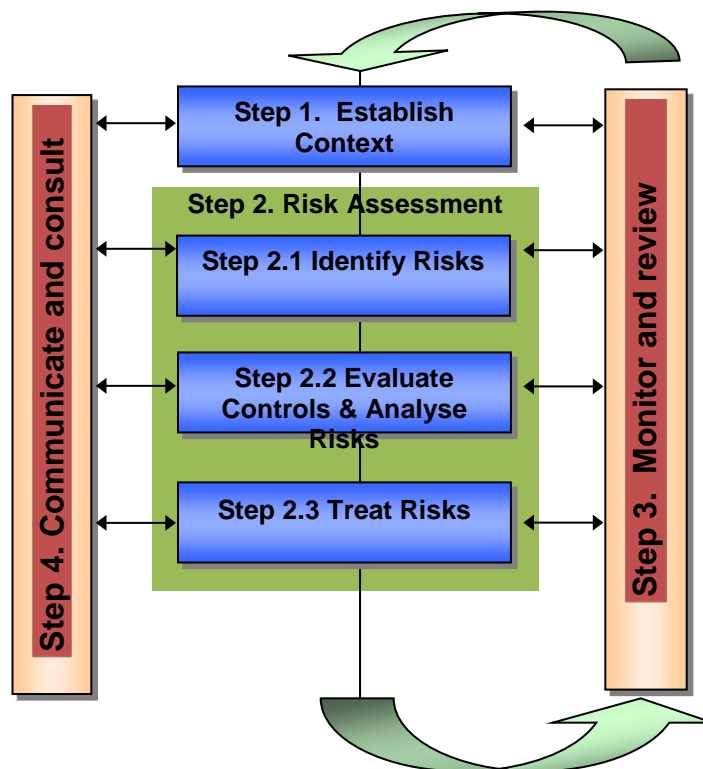 Step 1. Establish
Context
Step 2. Risk Assessment
Step 2.1 Identify Risks
Step 2.2 Evaluate
Controls & Analyse
Risks
Step 2.3 Treat Risks
Step 4. Communicate and consult
Step 3. Monitor and review